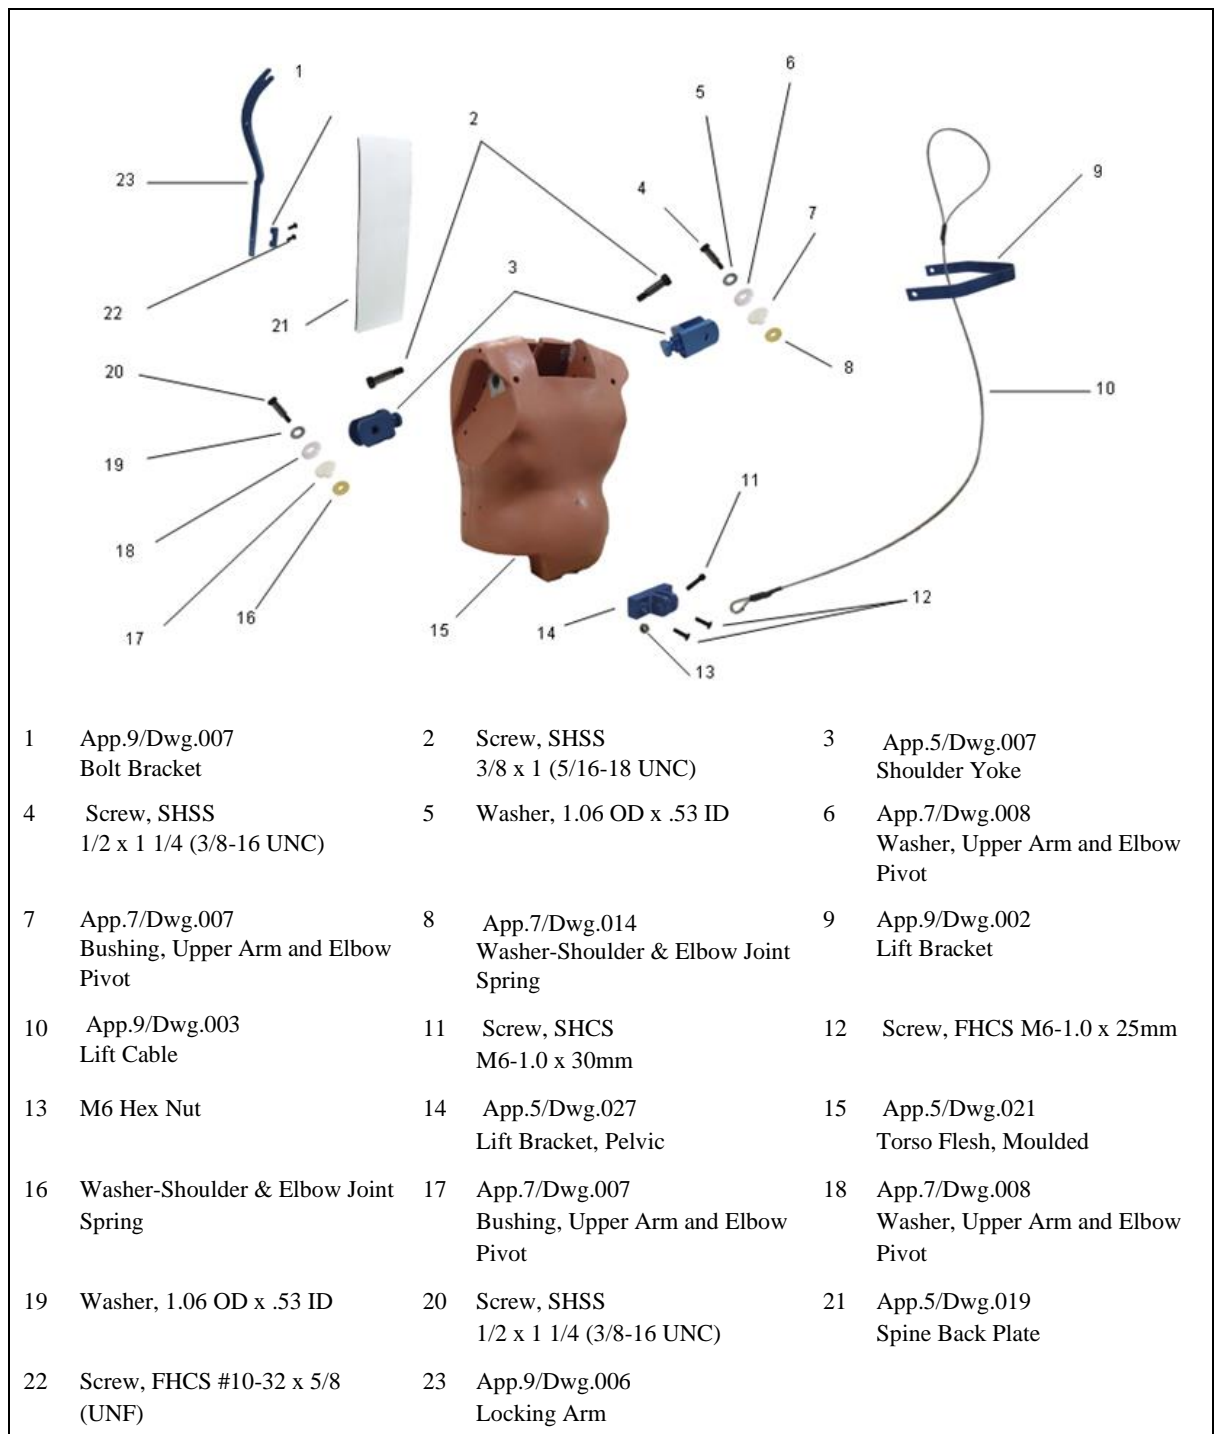 1
6
5
2
23
4
9
7
3
22
21
8
20
10
19
11
18
12
16
17
15
14
13
1 App.9/Dwg.007 2 Screw, SHSS 3 App.5/Dwg.007
Bolt Bracket 3/8 x 1 (5/16-18 UNC) Shoulder Yoke
4 Screw, SHSS 5 Washer, 1.06 OD x .53 ID 6 App.7/Dwg.008
1/2 x 1 1/4 (3/8-16 UNC) Washer, Upper Arm and Elbow
Pivot
7 App.7/Dwg.007 8 App.7/Dwg.014 9 App.9/Dwg.002
Bushing, Upper Arm and Elbow Washer-Shoulder & Elbow Joint Lift Bracket
Pivot Spring
10 App.9/Dwg.003 11 Screw, SHCS 12 Screw, FHCS M6-1.0 x 25mm
Lift Cable M6-1.0 x 30mm
13 M6 Hex Nut 14 App.5/Dwg.027 15 App.5/Dwg.021
Lift Bracket, Pelvic Torso Flesh, Moulded
16 Washer-Shoulder & Elbow Joint 17 App.7/Dwg.007 18 App.7/Dwg.008
Spring Bushing, Upper Arm and Elbow Washer, Upper Arm and Elbow
Pivot Pivot
19 Washer, 1.06 OD x .53 ID 20 Screw, SHSS 21 App.5/Dwg.019
1/2 x 1 1/4 (3/8-16 UNC) Spine Back Plate
22 Screw, FHCS #10-32 x 5/8 23 App.9/Dwg.006
(UNF) Locking Arm